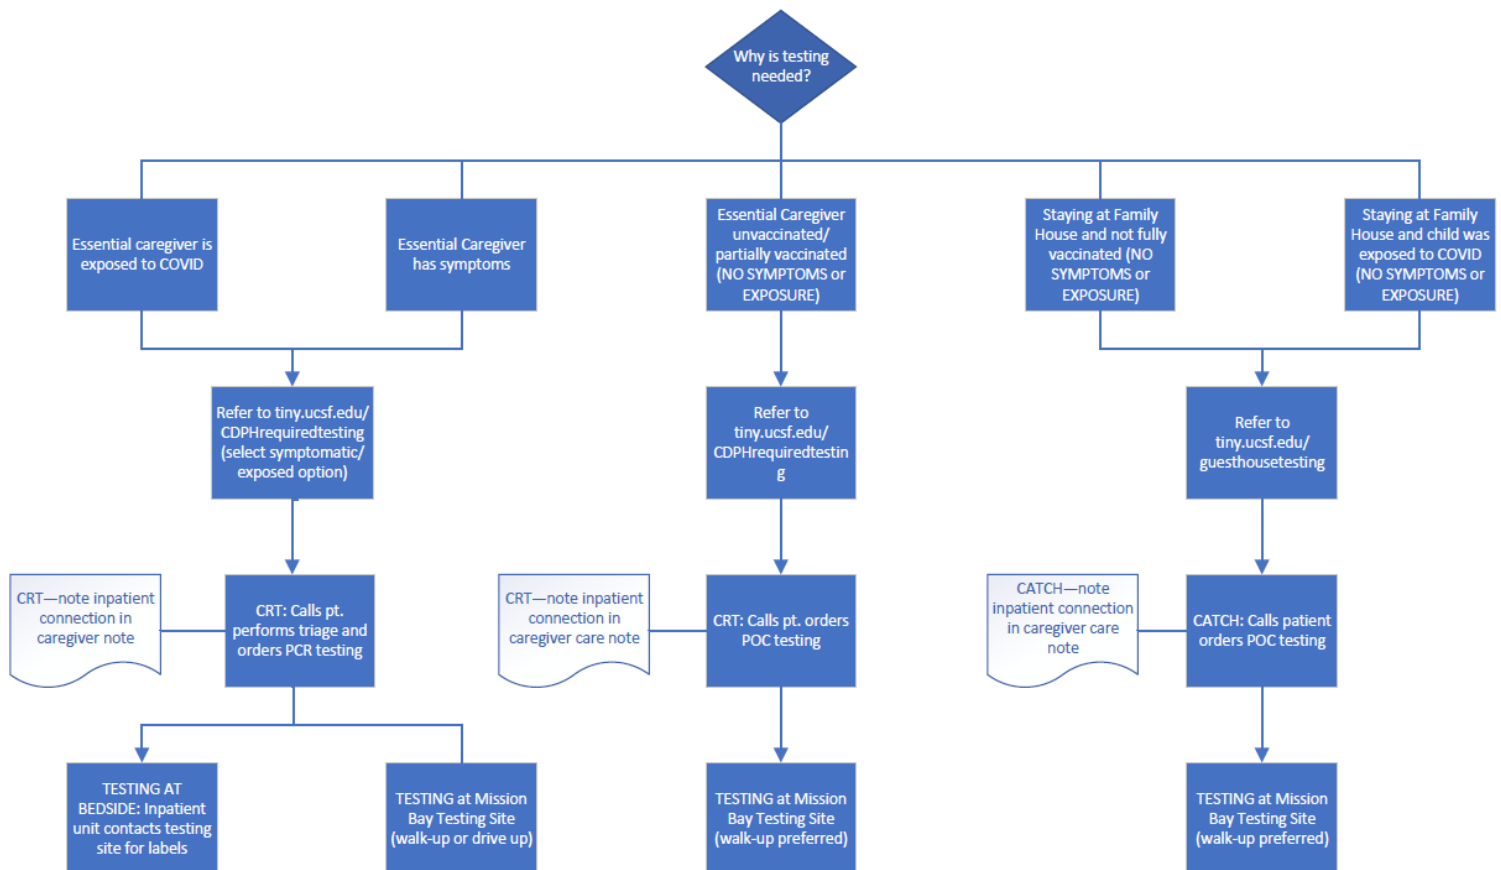 Why is testing
needed?
Essential caregiver is
exposed to COVID
Essential Caregiver
has symptoms
Essential Caregiver
unvaccinated/
partially vaccinated
(NO SYMPTOMS or
EXPOSURE)
Staying at Family
House and not fully
vaccinated (NO
SYMPTOMS or
EXPOSURE)
Staying at Family
House and child was
exposed to COVID
(NO SYMPTOMS or
EXPOSURE)
Refer to tiny.ucsf.edu/
CDPHrequiredtesting
(select symptomatic/
exposed option)
Refer to
tiny.ucsf.edu/
CDPHrequiredtestin
g
Refer to
tiny.ucsf.edu/
guesthousetesting
CRT—note inpatient
connection in
caregiver note
CRT: Calls pt.
performs triage and
orders PCR testing
CRT—note inpatient
connection in
caregiver care note
CRT: Calls pt. orders
POC testing
CATCH—note
inpatient connection
in caregiver care
note
CATCH: Calls patient
orders POC testing
TESTING AT
BEDSIDE: Inpatient
unit contacts testing
site for labels
TESTING at Mission
Bay Testing Site
(walk-up or drive up)
TESTING at Mission
Bay Testing Site
(walk-up preferred)
TESTING at Mission
Bay Testing Site
(walk-up preferred)